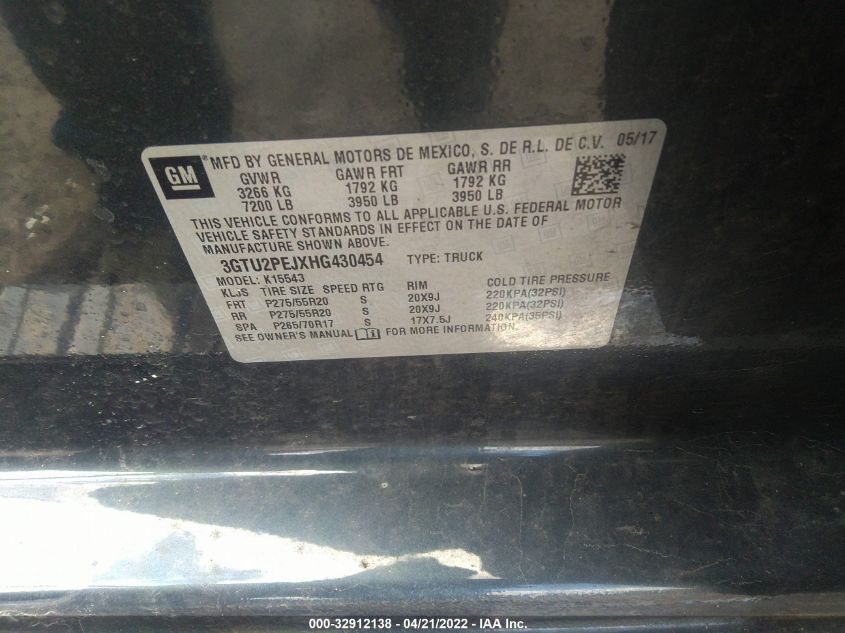 GM ® MFD BY GENERAL MOTORS DE MEXICO, S. DE R.L. DE C.V. 05/17
GVWR GAWR FRT GAWR RR
3266 KG 1792 KG 1792 KG
7200 LB 3950 LB 3950 LB
THIS VEHICLE CONFORMS TO ALL APPLICABLE U.S. FEDERAL MOTOR
VEHICLE SAFETY STANDARDS IN EFFECT ON THE DATE OF
MANUFACTURE SHOWN ABOVE.
3GTU2PEJXHG430454 TYPE: TRUCK
MODEL: K15543
KLJS TIRE SIZE SPEED RTG RIM COLD TIRE PRESSURE
FRT P275/55R20 S 20X9J 220KPA(32PSI)
RR P275/55R20 S 20X9J 220KPA(32PSI)
SPA P265/70R17 S 17X7.5J 240KPA(35PSI)
SEE OWNER'S MANUAL FOR MORE INFORMATION.
000-32912138 - 04/21/2022 - IAA Inc.